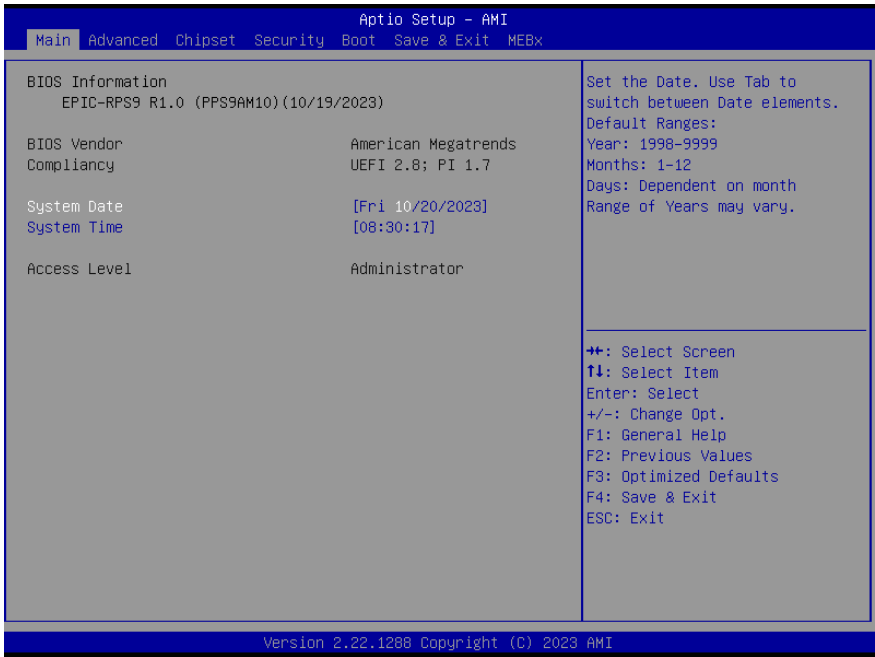 Aptio Setup – AMI
Main Advanced Chipset Security Boot Save & Exit MEBx
BIOS Information
EPIC-RPS9 R1.0 (PPS9AM10)(10/19/2023)
BIOS Vendor American Megatrends
Compliancy UEFI 2.8; PI 1.7
System Date [Fri 10/20/2023]
System Time [08:30:17]
Access Level Administrator
Set the Date. Use Tab to
switch between Date elements.
Default Ranges:
Year: 1998–9999
Months: 1–12
Days: Dependent on month
Range of Years may vary.
→←: Select Screen
↑↓: Select Item
Enter: Select
+/–: Change Opt.
F1: General Help
F2: Previous Values
F3: Optimized Defaults
F4: Save & Exit
ESC: Exit
Version 2.22.1288 Copyright (C) 2023 AMI